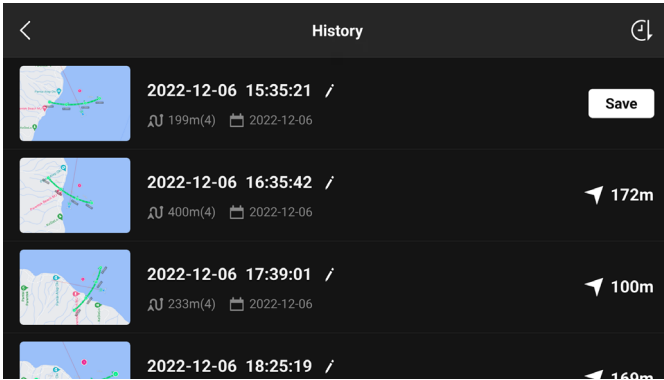 History
2022-12-06 15:35:21
199m(4) 2022-12-06
Save
2022-12-06 16:35:42
400m(4) 2022-12-06
172m
2022-12-06 17:39:01
233m(4) 2022-12-06
100m
2022-12-06 18:25:19
169m